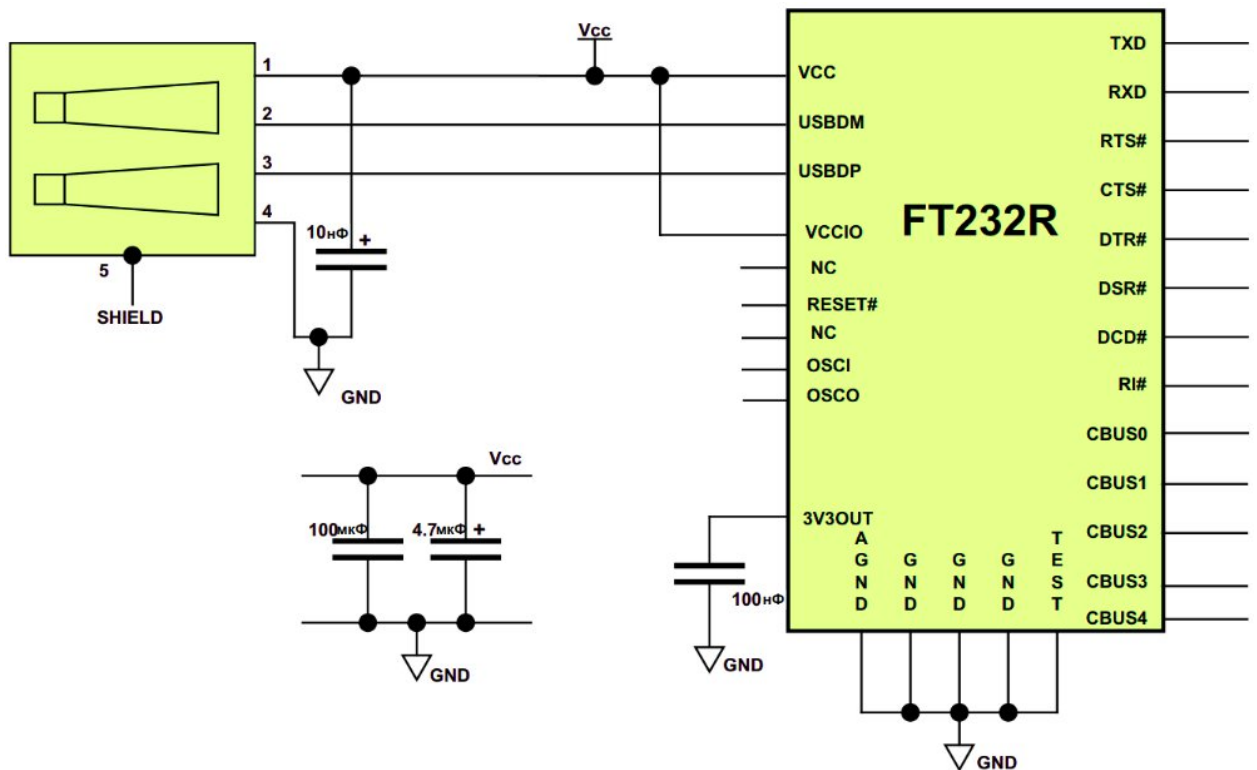 1
2
3
4
5
SHIELD
10нФ +
GND
Vcc
Vcc
100мкФ
4.7мкФ +
GND
FT232R
VCC
USBDM
USBDP
VCCIO
NC
RESET#
NC
OSCI
OSCO
3V3OUT
100нФ
GND
AGND
GND
GND
GND
TEST
GND
TXD
RXD
RTS#
CTS#
DTR#
DSR#
DCD#
RI#
CBUS0
CBUS1
CBUS2
CBUS3
CBUS4